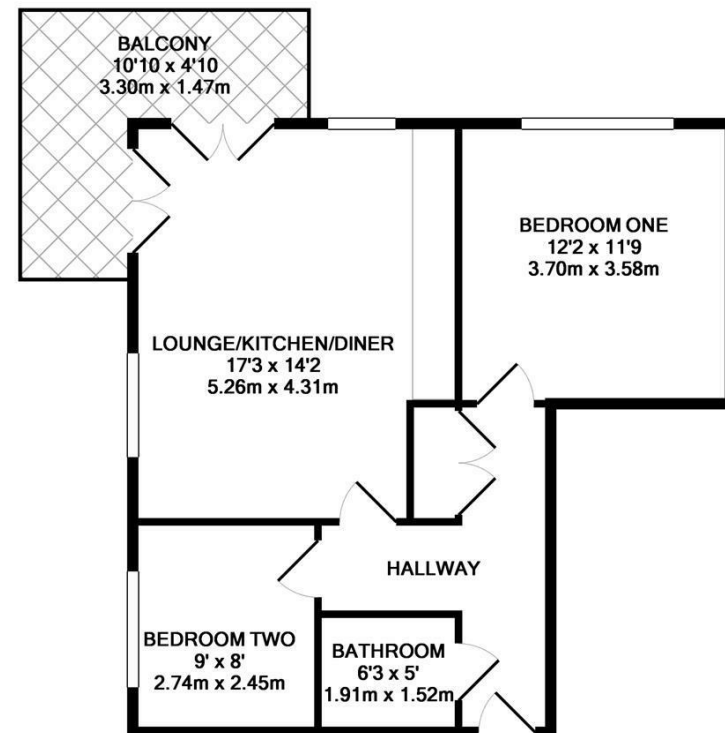 BALCONY
10'10 x 4'10
3.30m x 1.47m
BEDROOM ONE
12'2 x 11'9
3.70m x 3.58m
LOUNGE/KITCHEN/DINER
17'3 x 14'2
5.26m x 4.31m
HALLWAY
BEDROOM TWO
9' x 8'
2.74m x 2.45m
BATHROOM
6'3 x 5'
1.91m x 1.52m